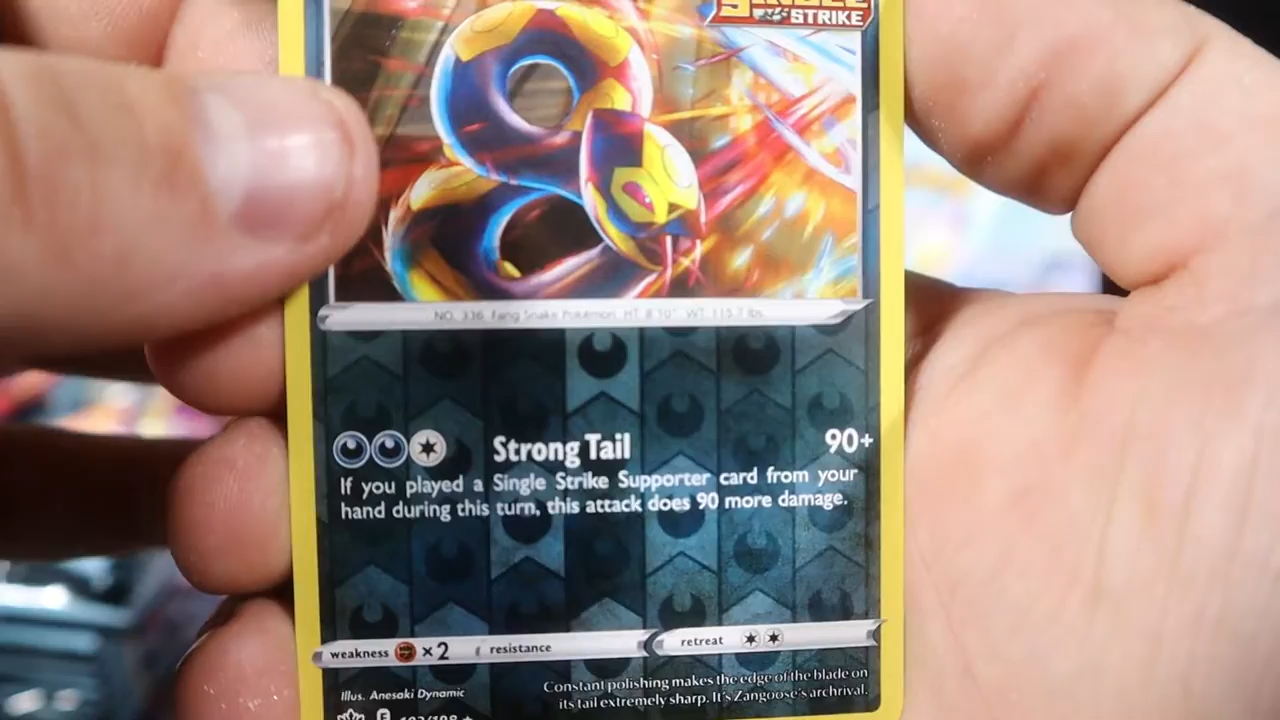 SINGLE
STRIKE
NO. 336 Fang Snake Pokémon HT: 8'10" WT: 115.7 lbs.
Strong Tail 90+
If you played a Single Strike Supporter card from your
hand during this turn, this attack does 90 more damage.
weakness ×2 resistance retreat
Illus. Anesaki Dynamic
Constant polishing makes the edge of the blade on
its tail extremely sharp. It's Zangoose's archrival.
E